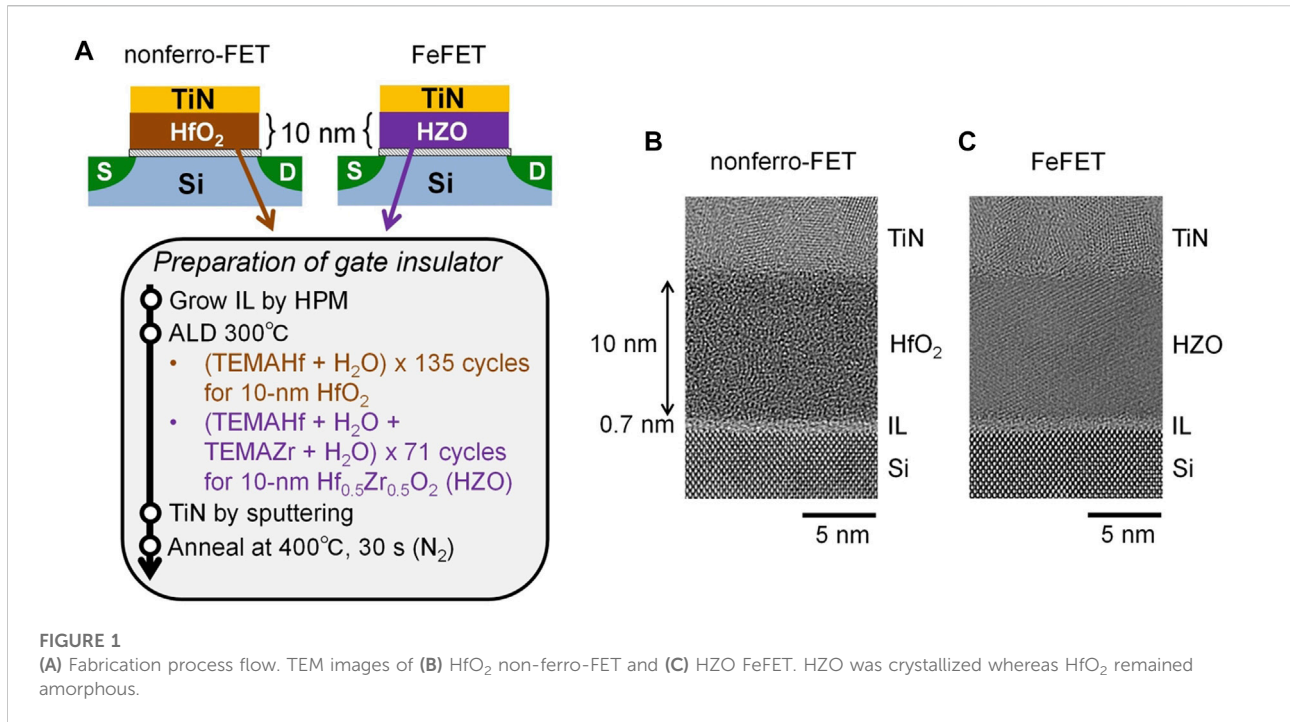 A
nonferro-FET
FeFET
TiN
HfO₂
S
D
Si
10 nm
TiN
HZO
S
D
Si
Preparation of gate insulator
Grow IL by HPM
ALD 300℃
• (TEMAHf + H₂O) x 135 cycles
for 10-nm HfO₂
• (TEMAHf + H₂O +
TEMAZr + H₂O) x 71 cycles
for 10-nm Hf₀.₅Zr₀.₅O₂ (HZO)
TiN by sputtering
Anneal at 400℃, 30 s (N₂)
B
nonferro-FET
TiN
10 nm
HfO₂
0.7 nm
IL
Si
5 nm
C
FeFET
TiN
HZO
IL
Si
5 nm
FIGURE 1
(A) Fabrication process flow. TEM images of (B) HfO₂ non-ferro-FET and (C) HZO FeFET. HZO was crystallized whereas HfO₂ remained
amorphous.